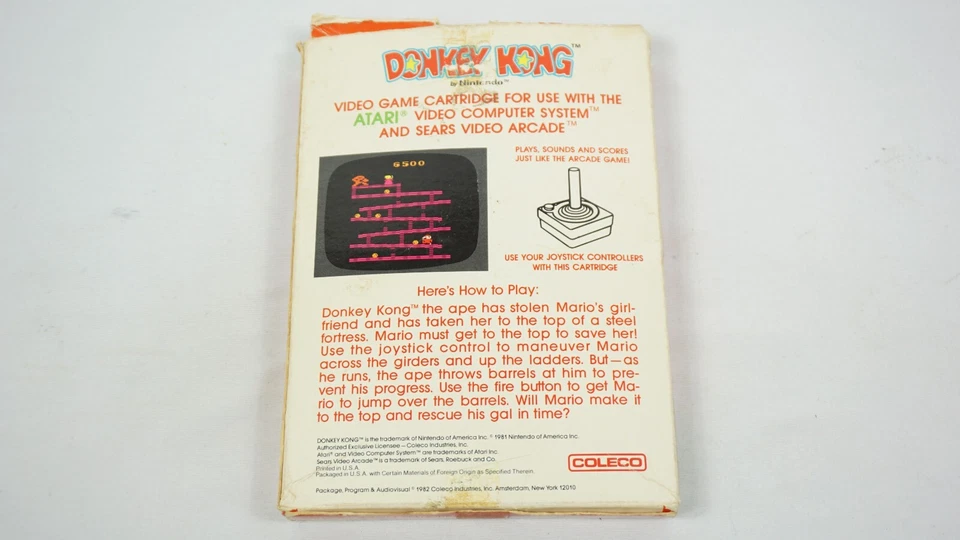 DONKEY KONG™
by Nintendo™
VIDEO GAME CARTRIDGE FOR USE WITH THE
ATARI® VIDEO COMPUTER SYSTEM™
AND SEARS VIDEO ARCADE™
6500
PLAYS, SOUNDS AND SCORES
JUST LIKE THE ARCADE GAME!
USE YOUR JOYSTICK CONTROLLERS
WITH THIS CARTRIDGE
Here's How to Play:
Donkey Kong™ the ape has stolen Mario's girl-
friend and has taken her to the top of a steel
fortress. Mario must get to the top to save her!
Use the joystick control to maneuver Mario
across the girders and up the ladders. But—as
he runs, the ape throws barrels at him to pre-
vent his progress. Use the fire button to get Ma-
rio to jump over the barrels. Will Mario make it
to the top and rescue his gal in time?
DONKEY KONG™ is the trademark of Nintendo of America Inc. © 1981 Nintendo of America Inc.
Authorized Exclusive Licensee – Coleco Industries, Inc.
Atari® and Video Computer System™ are trademarks of Atari Inc.
Sears Video Arcade™ is a trademark of Sears, Roebuck and Co.
Printed in U.S.A.
Packaged in U.S.A. with Certain Materials of Foreign Origin as Specified Therein.
COLECO
Package, Program & Audiovisual © 1982 Coleco Industries, Inc. Amsterdam, New York 12010